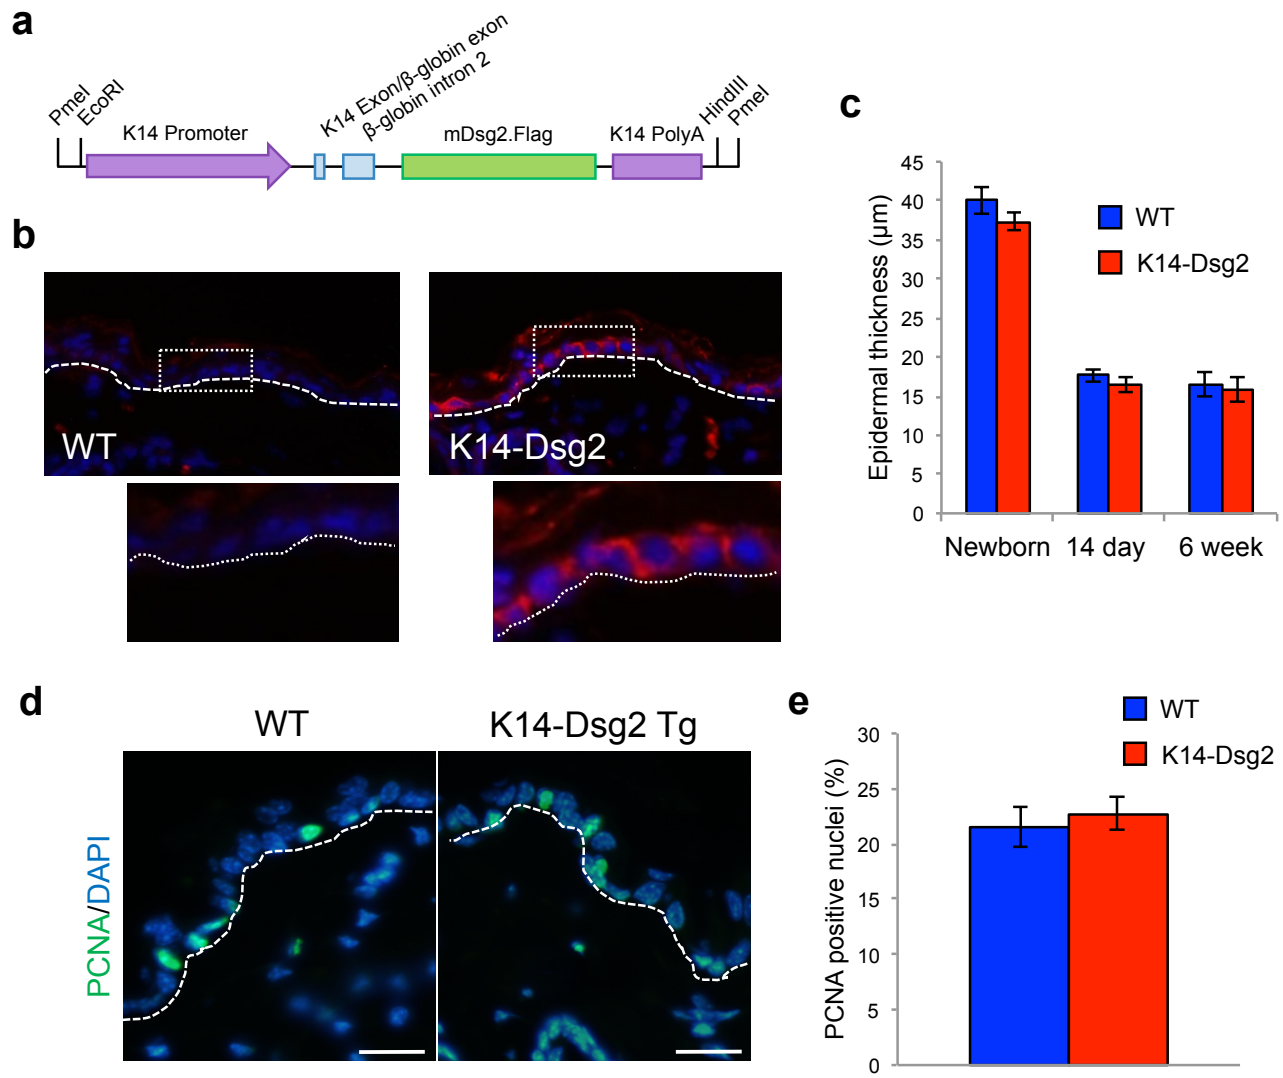 a
PmeI
EcoRI
K14 Promoter
K14 Exon/β-globin exon
β-globin intron 2
mDsg2.Flag
K14 PolyA
HindIII
PmeI
b
WT
K14-Dsg2
c
Epidermal thickness (μm)
45
40
35
30
25
20
15
10
5
0
WT
K14-Dsg2
Newborn
14 day
6 week
d
WT
K14-Dsg2 Tg
PCNA/DAPI
e
WT
K14-Dsg2
PCNA positive nuclei (%)
30
25
20
15
10
5
0